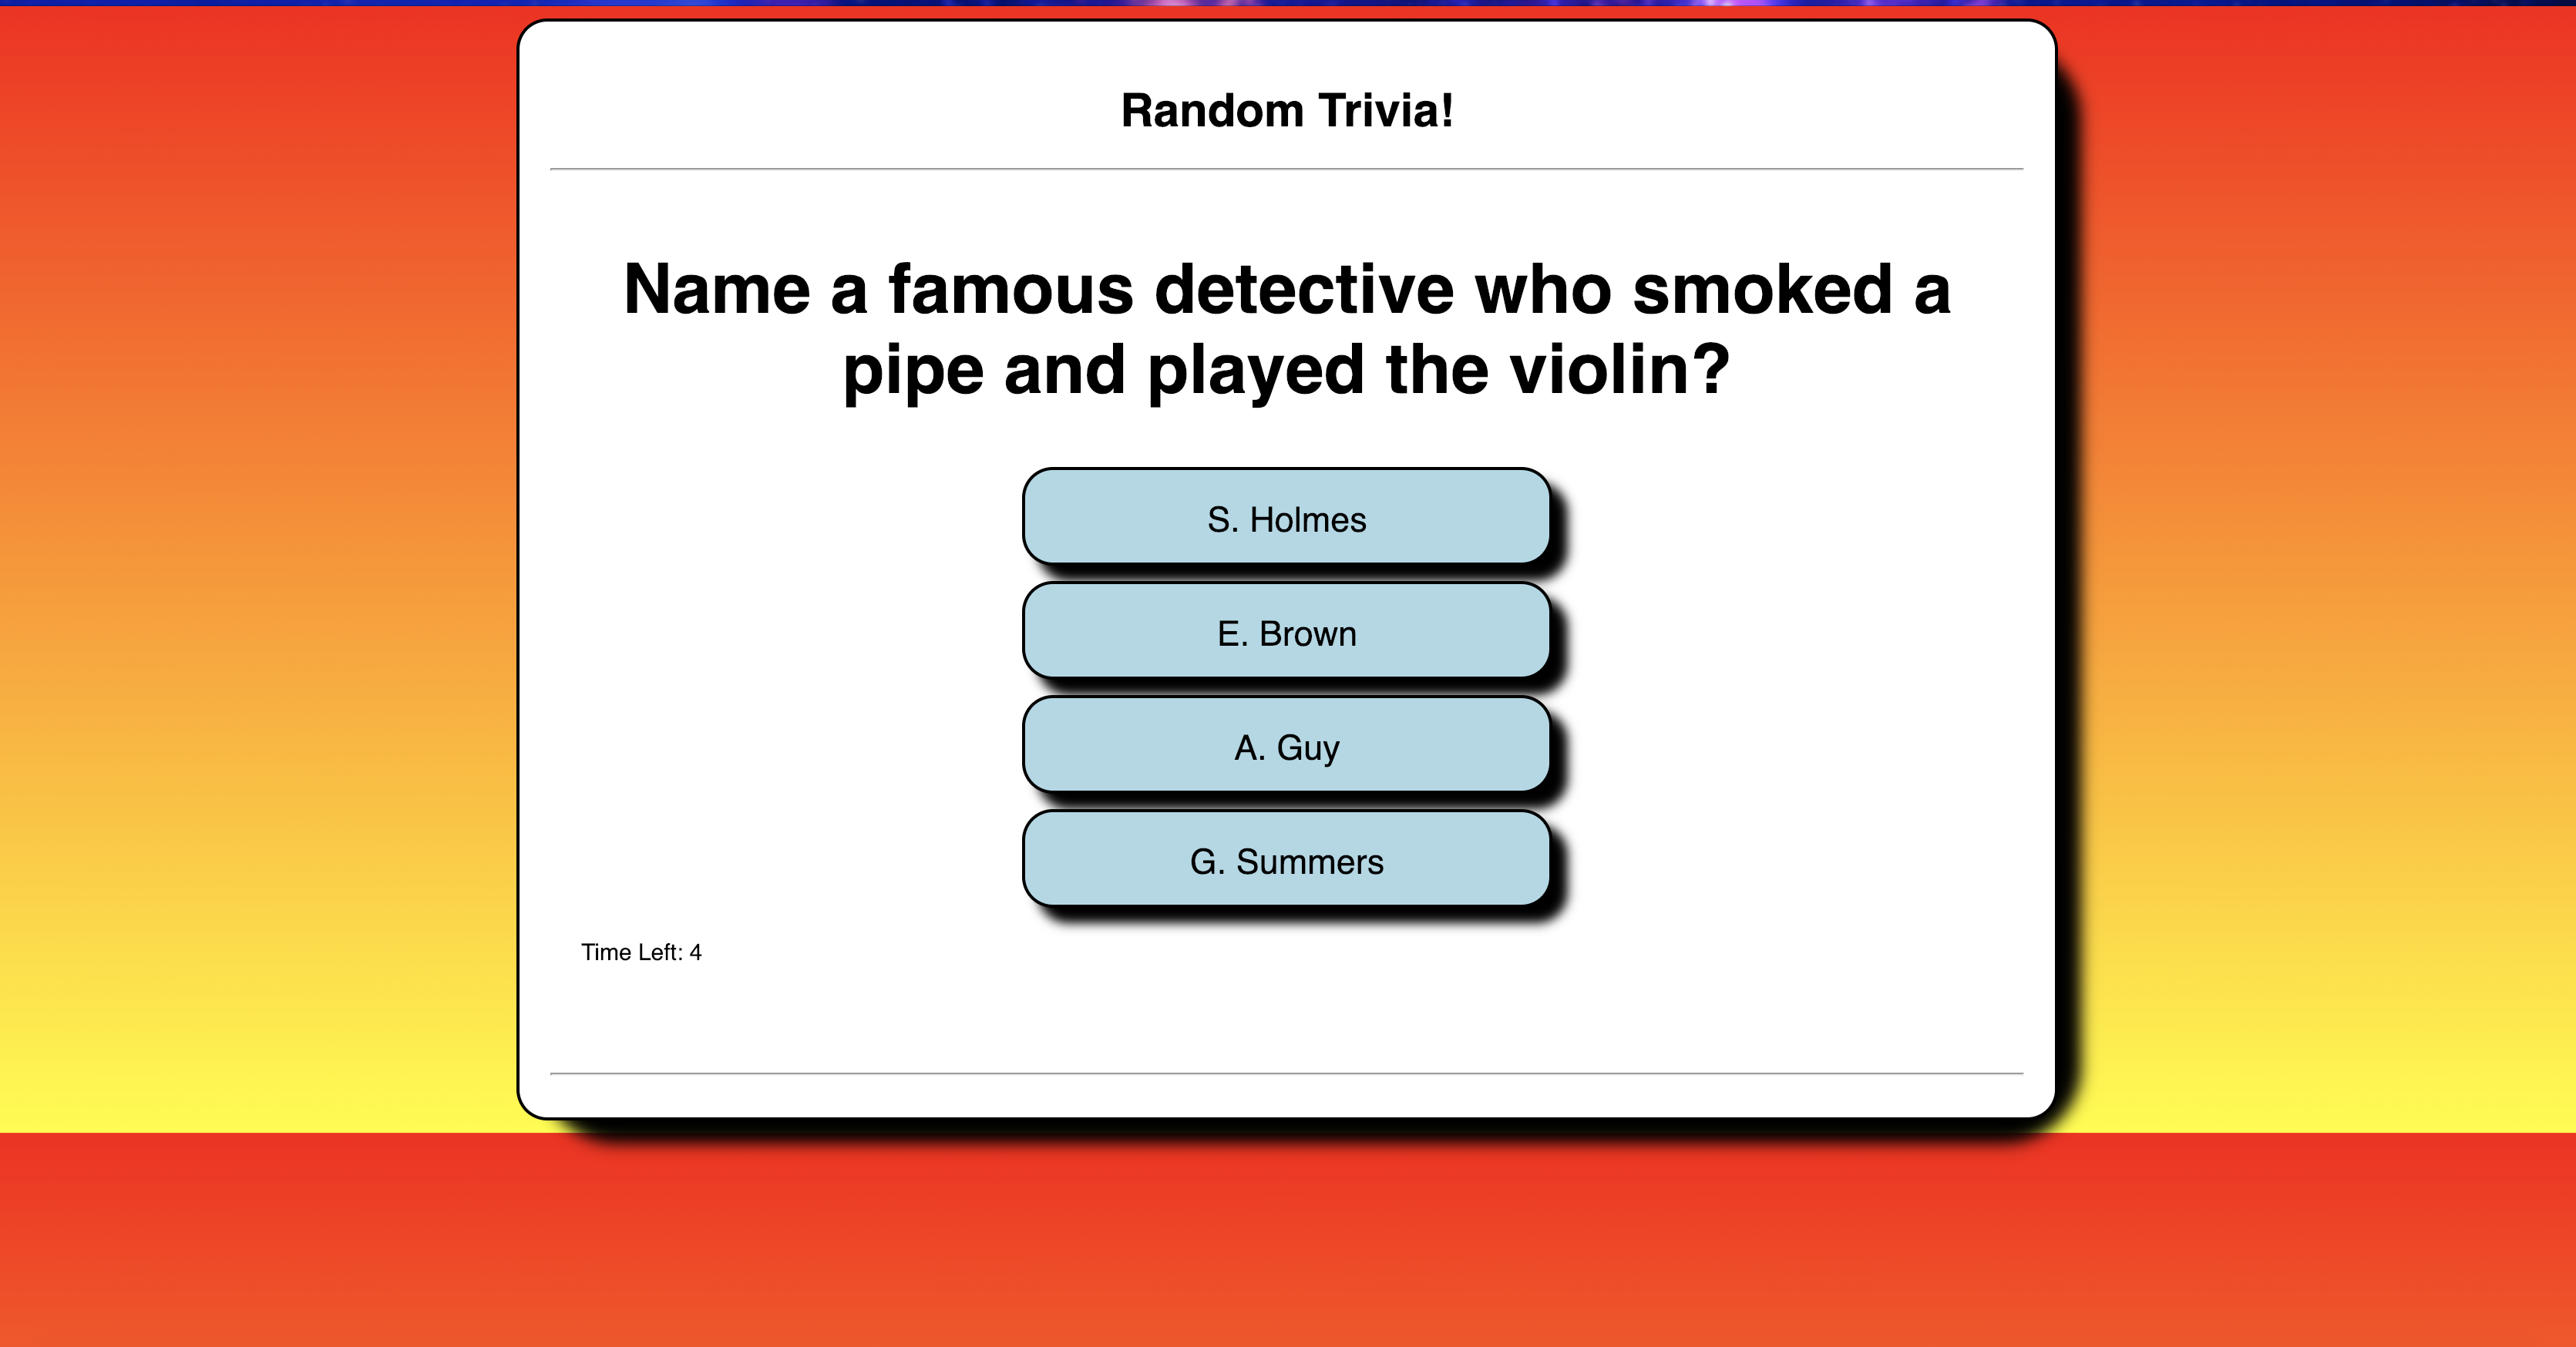 Random Trivia!
Name a famous detective who smoked a
pipe and played the violin?
S. Holmes
E. Brown
A. Guy
G. Summers
Time Left: 4